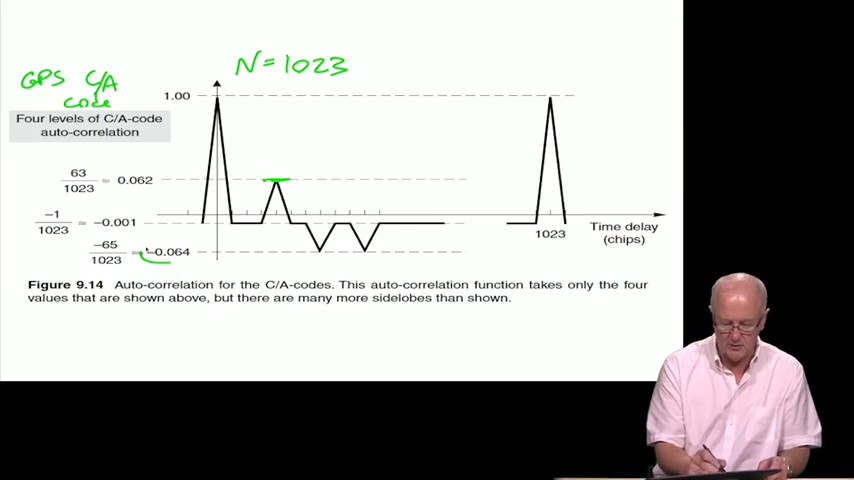 N = 1023
GPS C/A
code
1.00
Four levels of C/A-code
auto-correlation
63
1023
≈ 0.062
-1
1023
≈ -0.001
-65
1023
≈ -0.064
1023
Time delay
(chips)
Figure 9.14 Auto-correlation for the C/A-codes. This auto-correlation function takes only the four
values that are shown above, but there are many more sidelobes than shown.